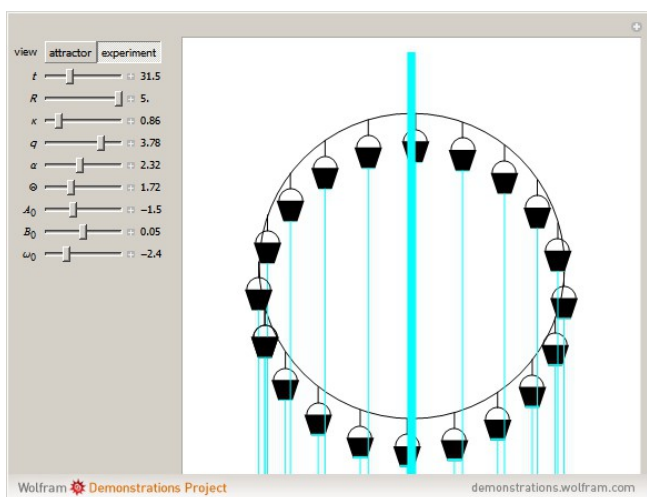 view attractor experiment
t 31.5
R 5.
κ 0.86
q 3.78
α 2.32
Θ 1.72
A0 -1.5
B0 0.05
ω0 -2.4
Wolfram Demonstrations Project demonstrations.wolfram.com